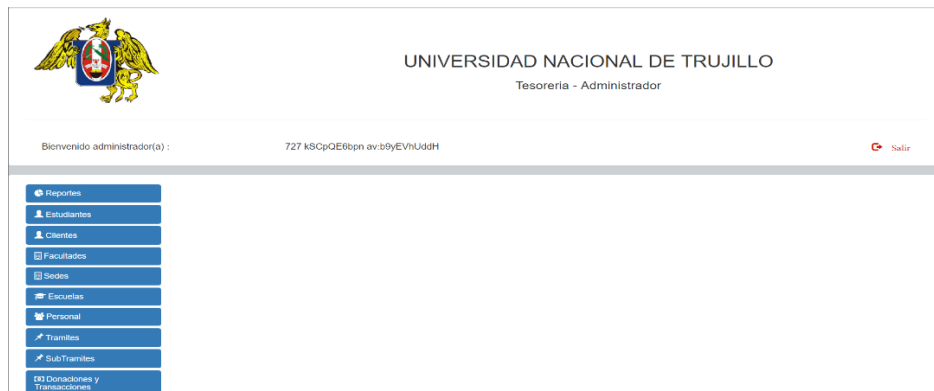 UNIVERSIDAD NACIONAL DE TRUJILLO
Tesoreria - Administrador
Bienvenido administrador(a) :
727 kSCpQE6bpn av:b9yEVhUddH
Salir
Reportes
Estudiantes
Clientes
Facultades
Sedes
Escuelas
Personal
Tramites
SubTramites
Donaciones y
Transacciones